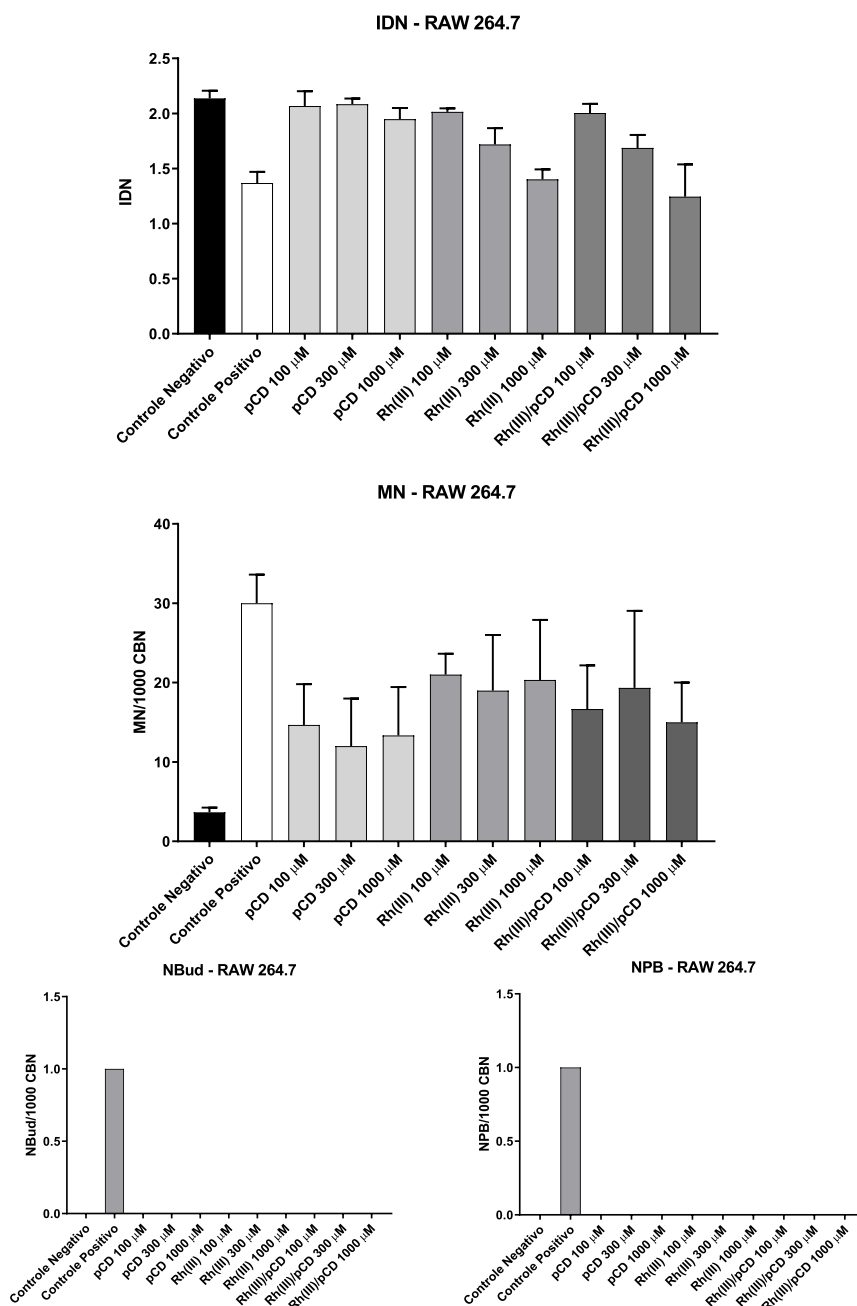 IDN - RAW 264.7
2.5
2.0
1.5
1.0
0.5
0.0
IDN
Controle Negativo
Controle Positivo
pCD 100 μM
pCD 300 μM
pCD 1000 μM
Rh(III) 100 μM
Rh(III) 300 μM
Rh(III) 1000 μM
Rh(III)/pCD 100 μM
Rh(III)/pCD 300 μM
Rh(III)/pCD 1000 μM
MN - RAW 264.7
40
30
20
10
0
MN/1000 CBN
Controle Negativo
Controle Positivo
pCD 100 μM
pCD 300 μM
pCD 1000 μM
Rh(III) 100 μM
Rh(III) 300 μM
Rh(III) 1000 μM
Rh(III)/pCD 100 μM
Rh(III)/pCD 300 μM
Rh(III)/pCD 1000 μM
NBud - RAW 264.7
1.5
1.0
0.5
0.0
NBud/1000 CBN
Controle Negativo
Controle Positivo
pCD 100 μM
pCD 300 μM
pCD 1000 μM
Rh(III) 100 μM
Rh(III) 300 μM
Rh(III) 1000 μM
Rh(III)/pCD 100 μM
Rh(III)/pCD 300 μM
Rh(III)/pCD 1000 μM
NPB - RAW 264.7
1.5
1.0
0.5
0.0
NPB/1000 CBN
Controle Negativo
Controle Positivo
pCD 100 μM
pCD 300 μM
pCD 1000 μM
Rh(III) 100 μM
Rh(III) 300 μM
Rh(III) 1000 μM
Rh(III)/pCD 100 μM
Rh(III)/pCD 300 μM
Rh(III)/pCD 1000 μM